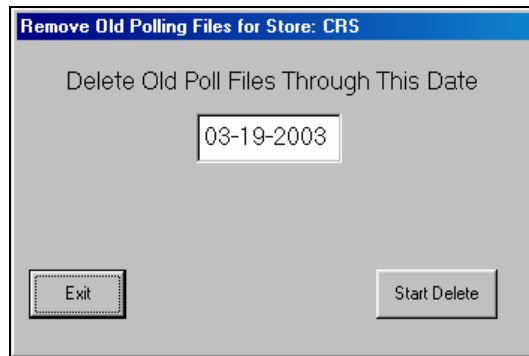 Remove Old Polling Files for Store: CRS
Delete Old Poll Files Through This Date
03-19-2003
Exit
Start Delete